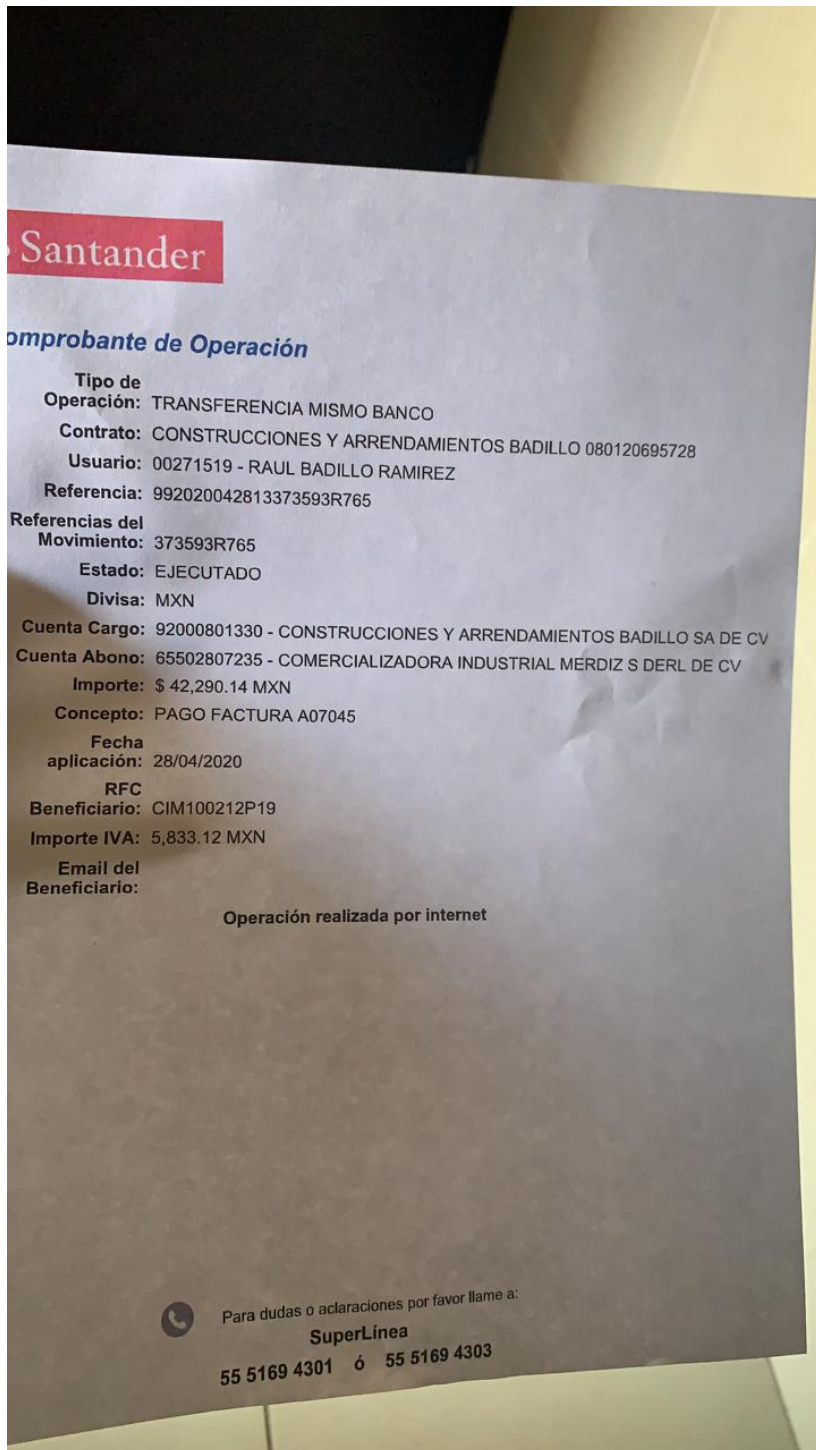 Santander
omprobante de Operación
Tipo de
Operación: TRANSFERENCIA MISMO BANCO
Contrato: CONSTRUCCIONES Y ARRENDAMIENTOS BADILLO 080120695728
Usuario: 00271519 - RAUL BADILLO RAMIREZ
Referencia: 992020042813373593R765
Referencias del
Movimiento: 373593R765
Estado: EJECUTADO
Divisa: MXN
Cuenta Cargo: 92000801330 - CONSTRUCCIONES Y ARRENDAMIENTOS BADILLO SA DE CV
Cuenta Abono: 65502807235 - COMERCIALIZADORA INDUSTRIAL MERDIZ S DERL DE CV
Importe: $ 42,290.14 MXN
Concepto: PAGO FACTURA A07045
Fecha
aplicación: 28/04/2020
RFC
Beneficiario: CIM100212P19
Importe IVA: 5,833.12 MXN
Email del
Beneficiario:
Operación realizada por internet
Para dudas o aclaraciones por favor llame a:
SuperLínea
55 5169 4301 ó 55 5169 4303